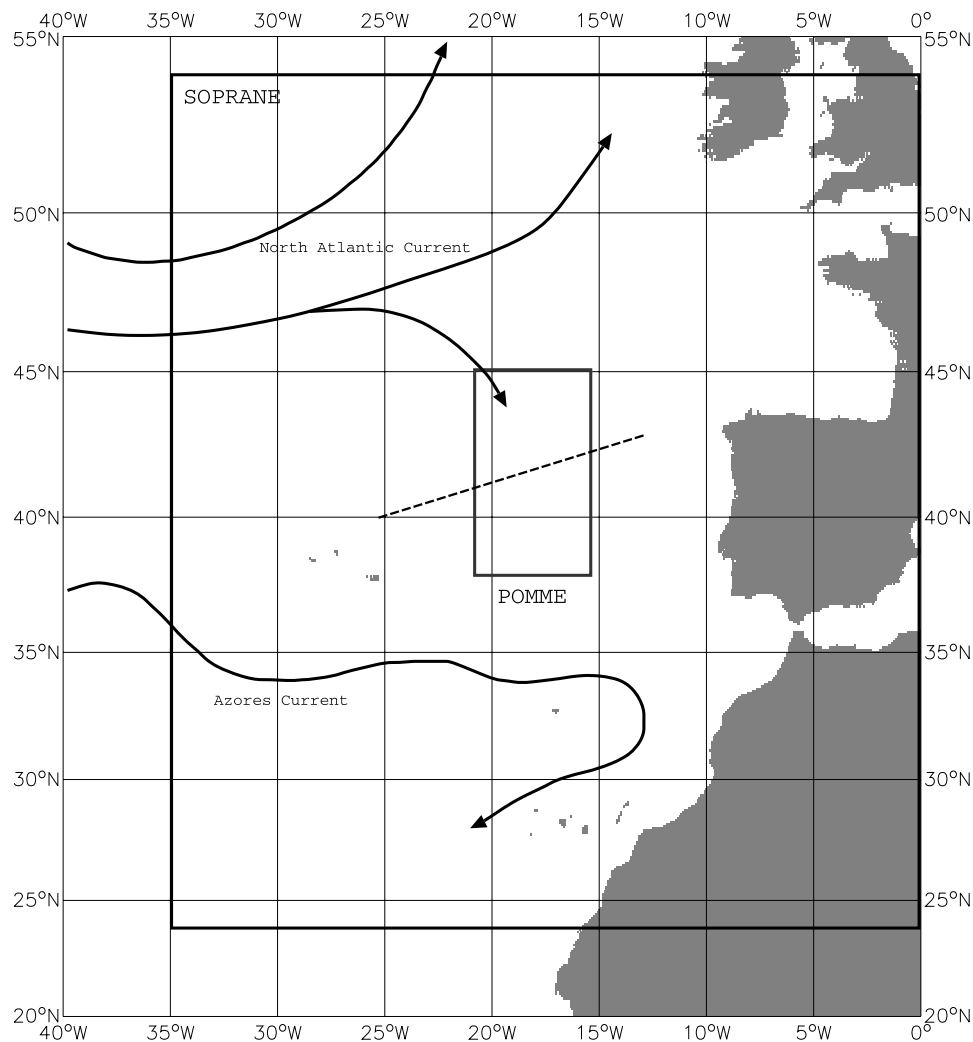 40°W 35°W 30°W 25°W 20°W 15°W 10°W 5°W 0°
55°N 55°N
SOPRANE
50°N 50°N
North Atlantic Current
45°N 45°N
40°N 40°N
POMME
35°N 35°N
Azores Current
30°N 30°N
25°N 25°N
20°N 20°N
40°W 35°W 30°W 25°W 20°W 15°W 10°W 5°W 0°